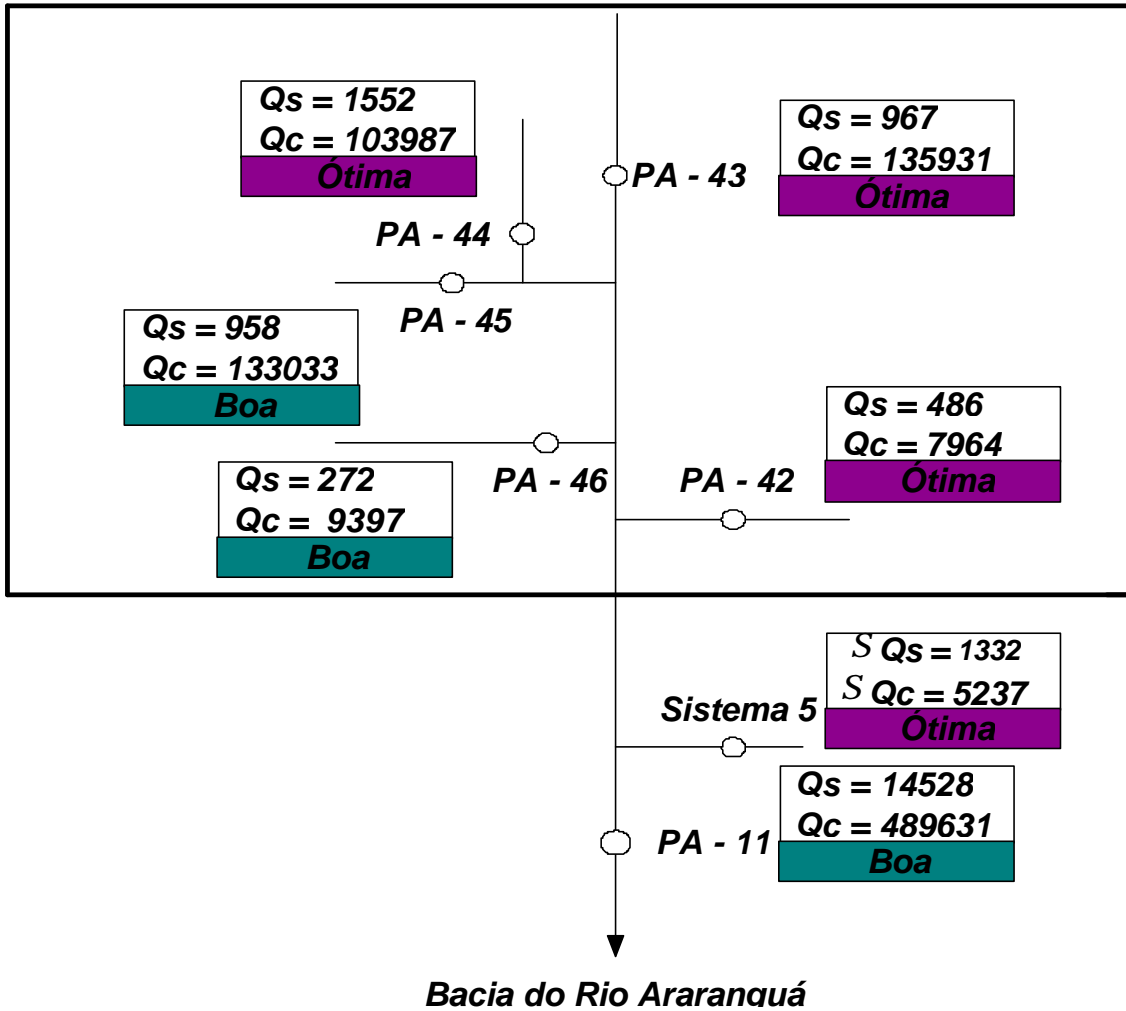 Qs = 1552
Qc = 103987
Ótima
Qs = 967
Qc = 135931
Ótima
PA - 43
PA - 44
PA - 45
Qs = 958
Qc = 133033
Boa
Qs = 486
Qc = 7964
Ótima
PA - 46
PA - 42
Qs = 272
Qc = 9397
Boa
S Qs = 1332
S Qc = 5237
Ótima
Sistema 5
Qs = 14528
Qc = 489631
Boa
PA - 11
Bacia do Rio Araranguá